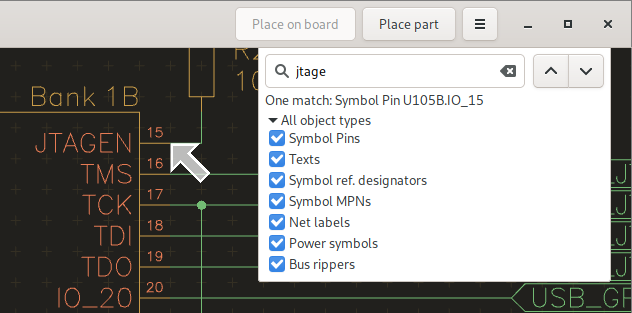 Place on board
Place part
R2
10
jtage
One match: Symbol Pin U105B.IO_15
All object types
Symbol Pins
Texts
Symbol ref. designators
Symbol MPNs
Net labels
Power symbols
Bus rippers
Bank 1B
JTAGEN 15
TMS 16
TCK 17
TDI 18
TDO 19
IO_20 20
USB_GP